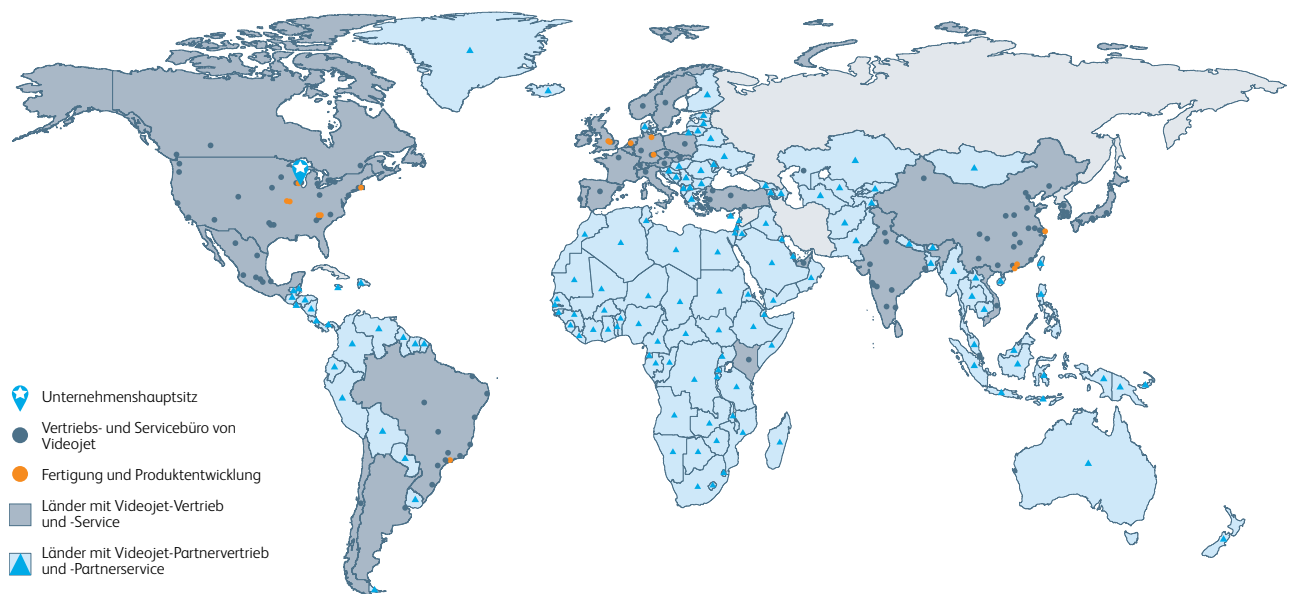 Unternehmenshauptsitz
Vertriebs- und Servicebüro von
Videojet
Fertigung und Produktentwicklung
Länder mit Videojet-Vertrieb
und -Service
Länder mit Videojet-Partnervertrieb
und -Partnerservice